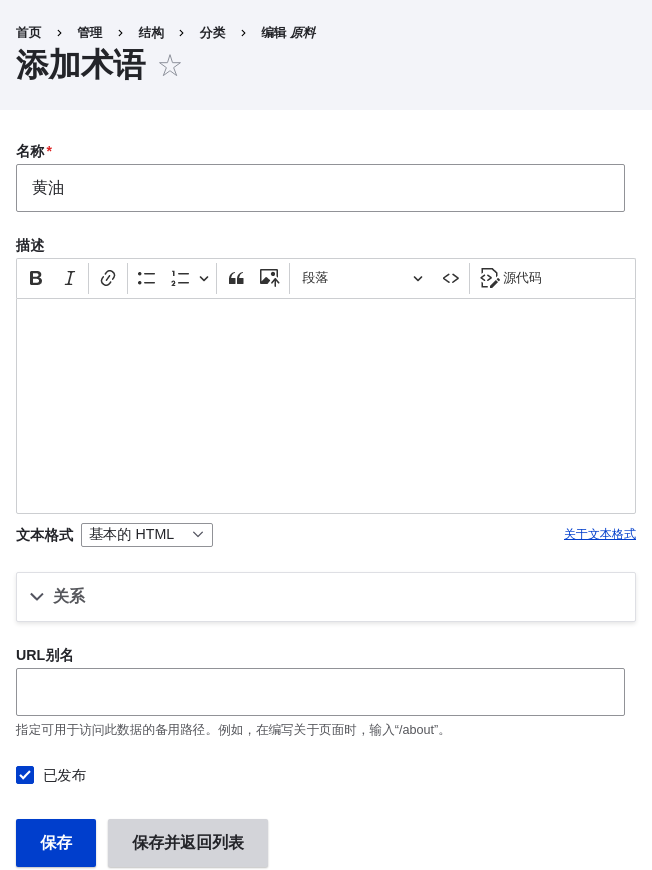 首页 > 管理 > 结构 > 分类 > 编辑 原料
添加术语
名称*
黄油
描述
B I 段落 源代码
文本格式 基本的 HTML 关于文本格式
关系
URL别名
指定可用于访问此数据的备用路径。例如，在编写关于页面时，输入“/about”。
已发布
保存 保存并返回列表